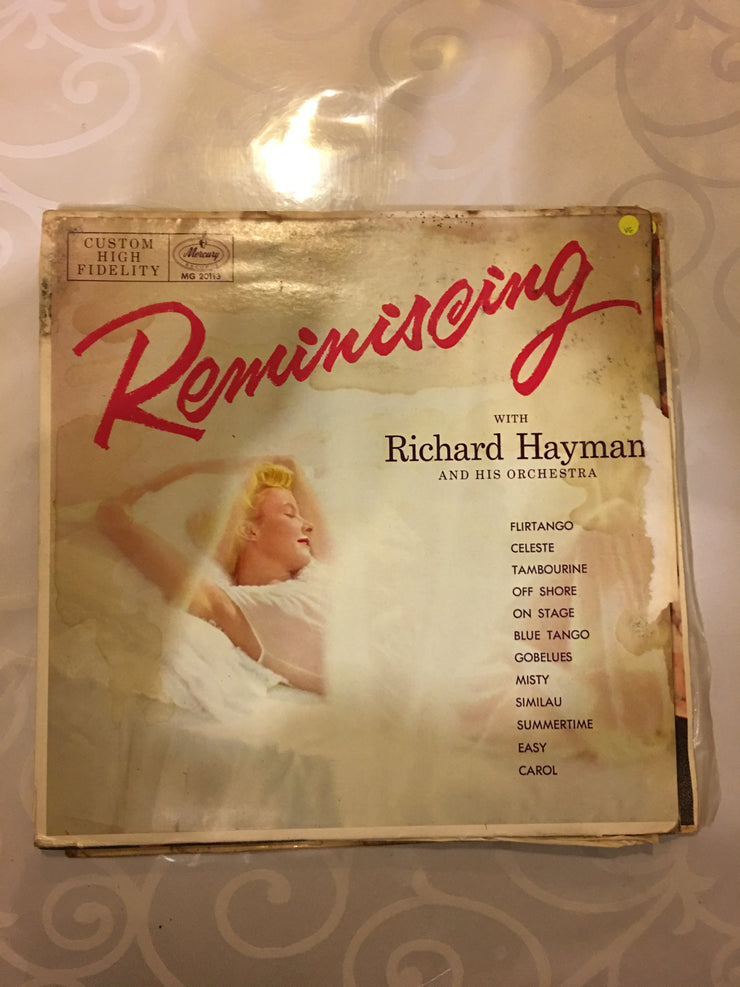 CUSTOM
HIGH
FIDELITY
Mercury
MG 20113
VG
Reminiscing
WITH
Richard Hayman
AND HIS ORCHESTRA
FLIRTANGO
CELESTE
TAMBOURINE
OFF SHORE
ON STAGE
BLUE TANGO
GOBELUES
MISTY
SIMILAU
SUMMERTIME
EASY
CAROL